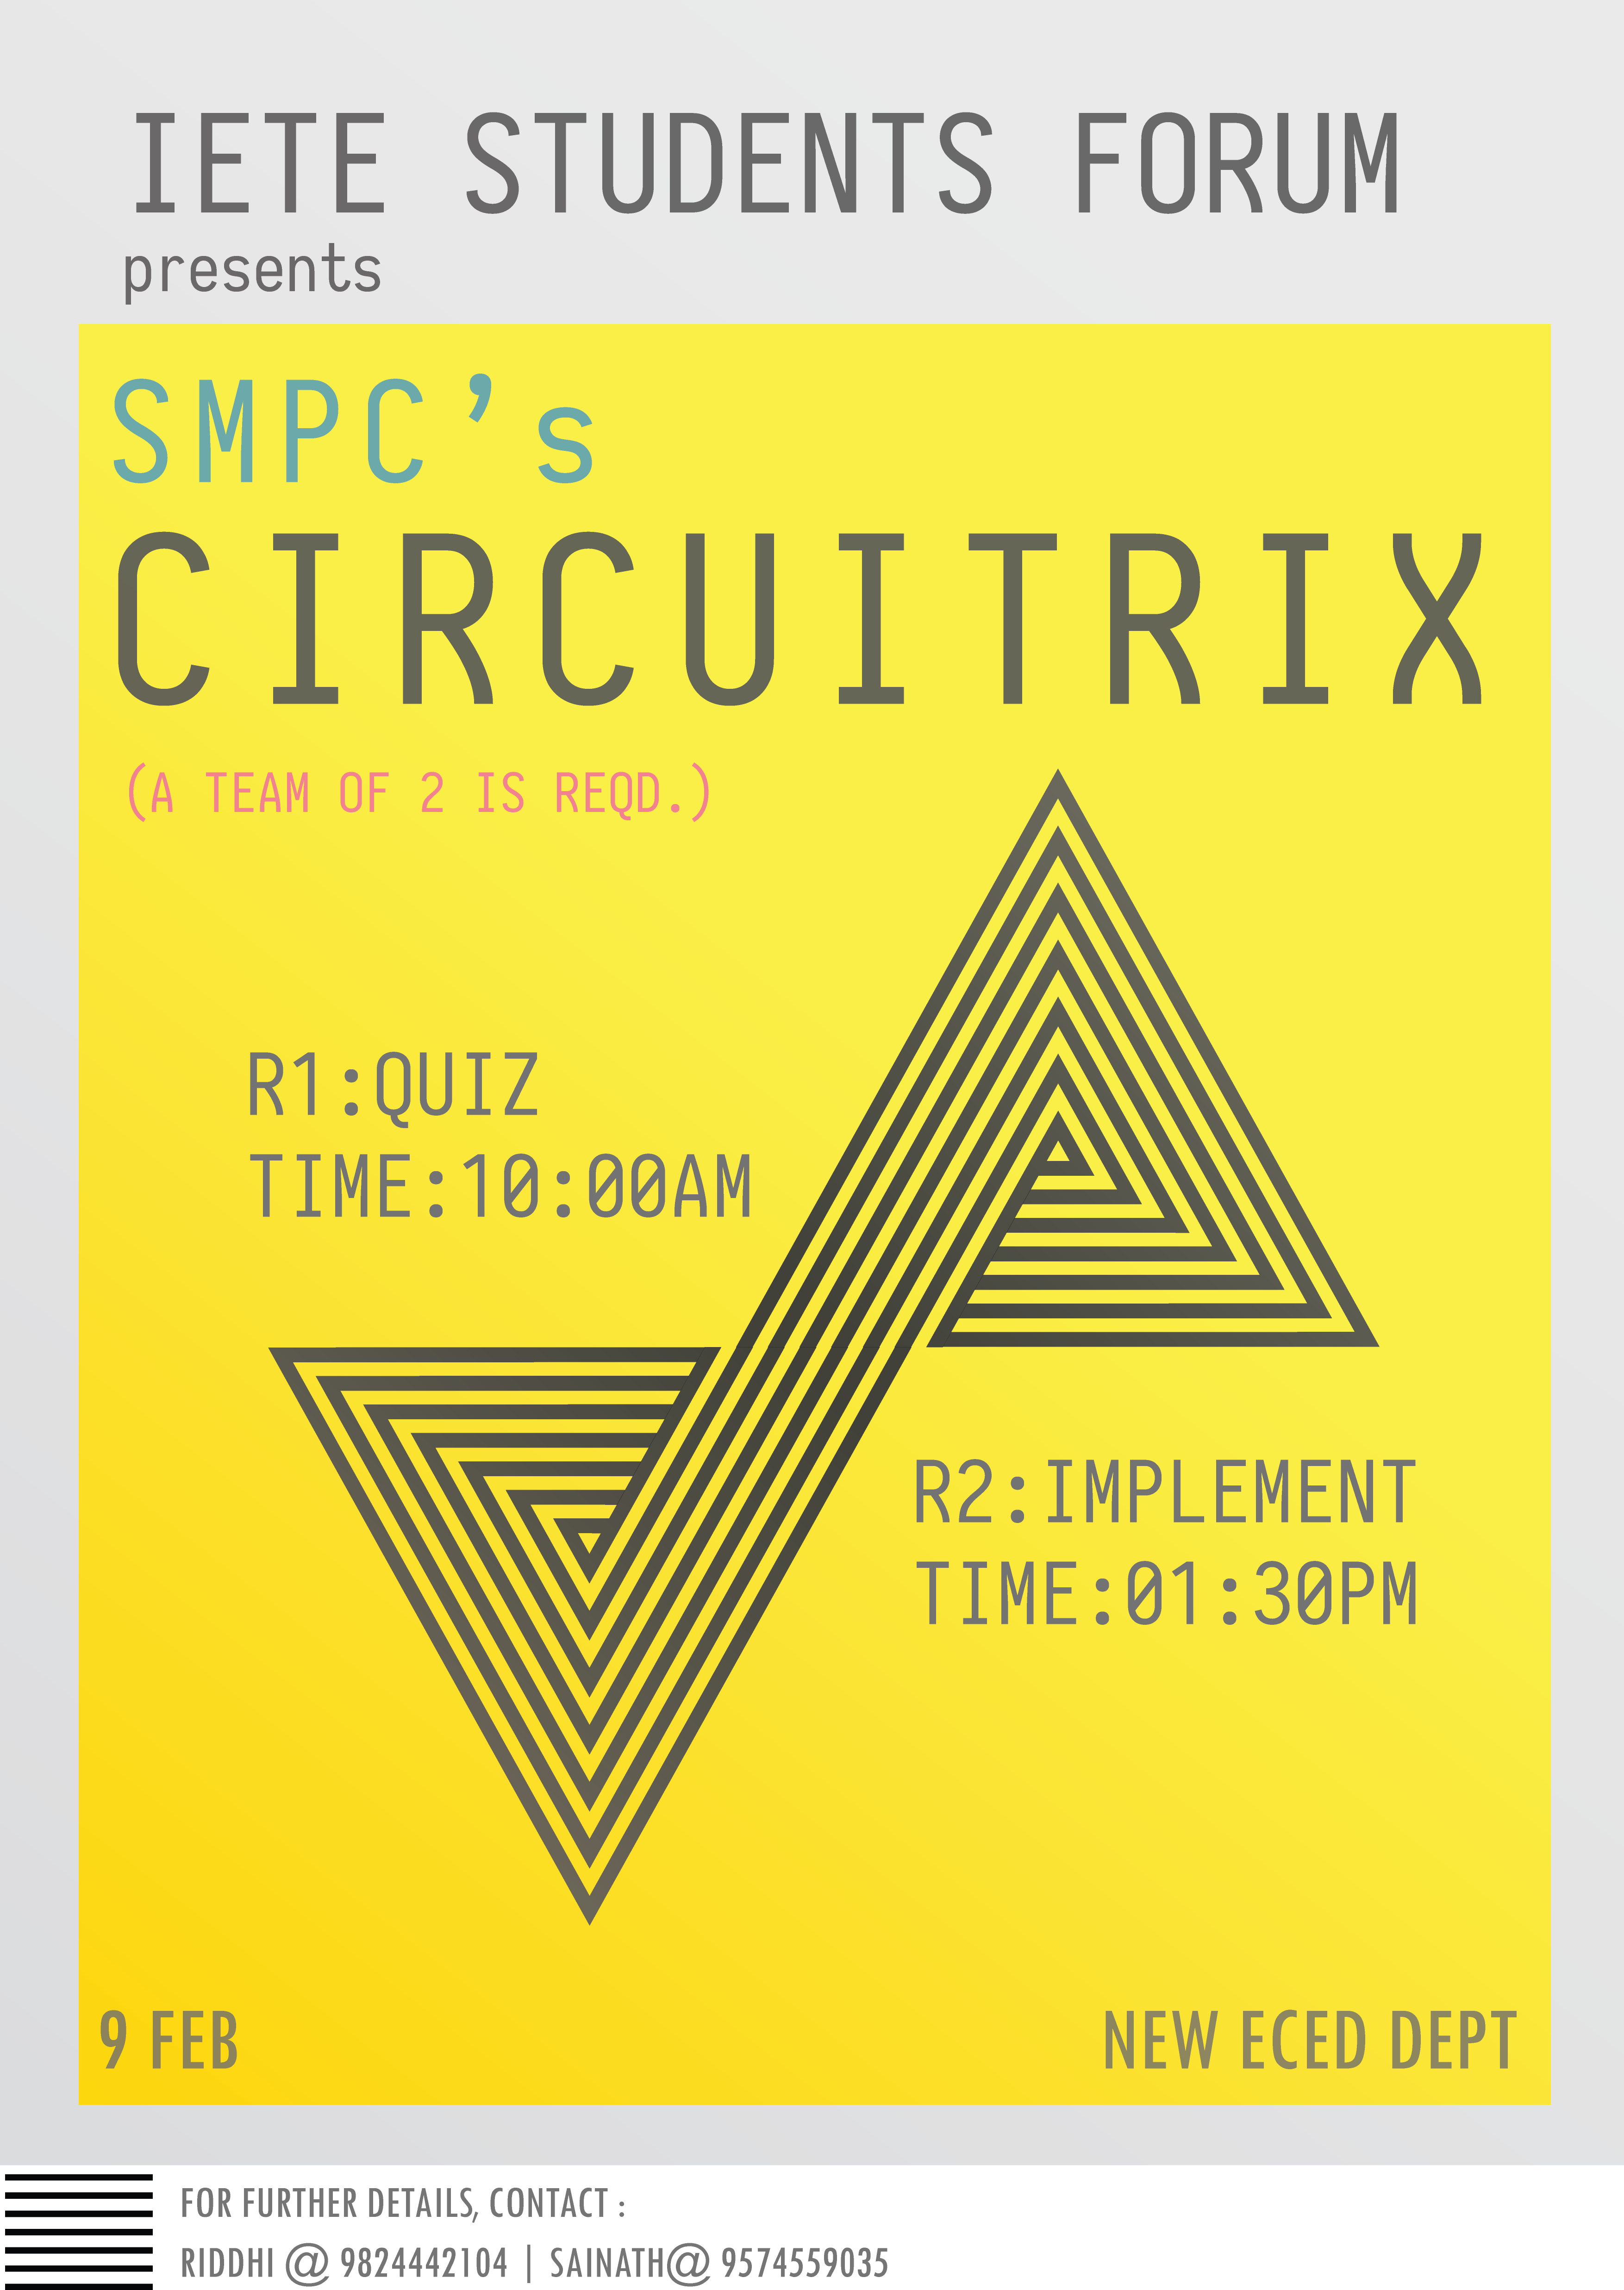 IETE STUDENTS FORUM
presents
SMPC's
CIRCUITRIX
(A TEAM OF 2 IS REQD.)
R1:QUIZ
TIME:10:00AM
R2:IMPLEMENT
TIME:01:30PM
9 FEB
NEW ECED DEPT
FOR FURTHER DETAILS, CONTACT :
RIDDHI @ 9824442104 | SAINATH@ 9574559035